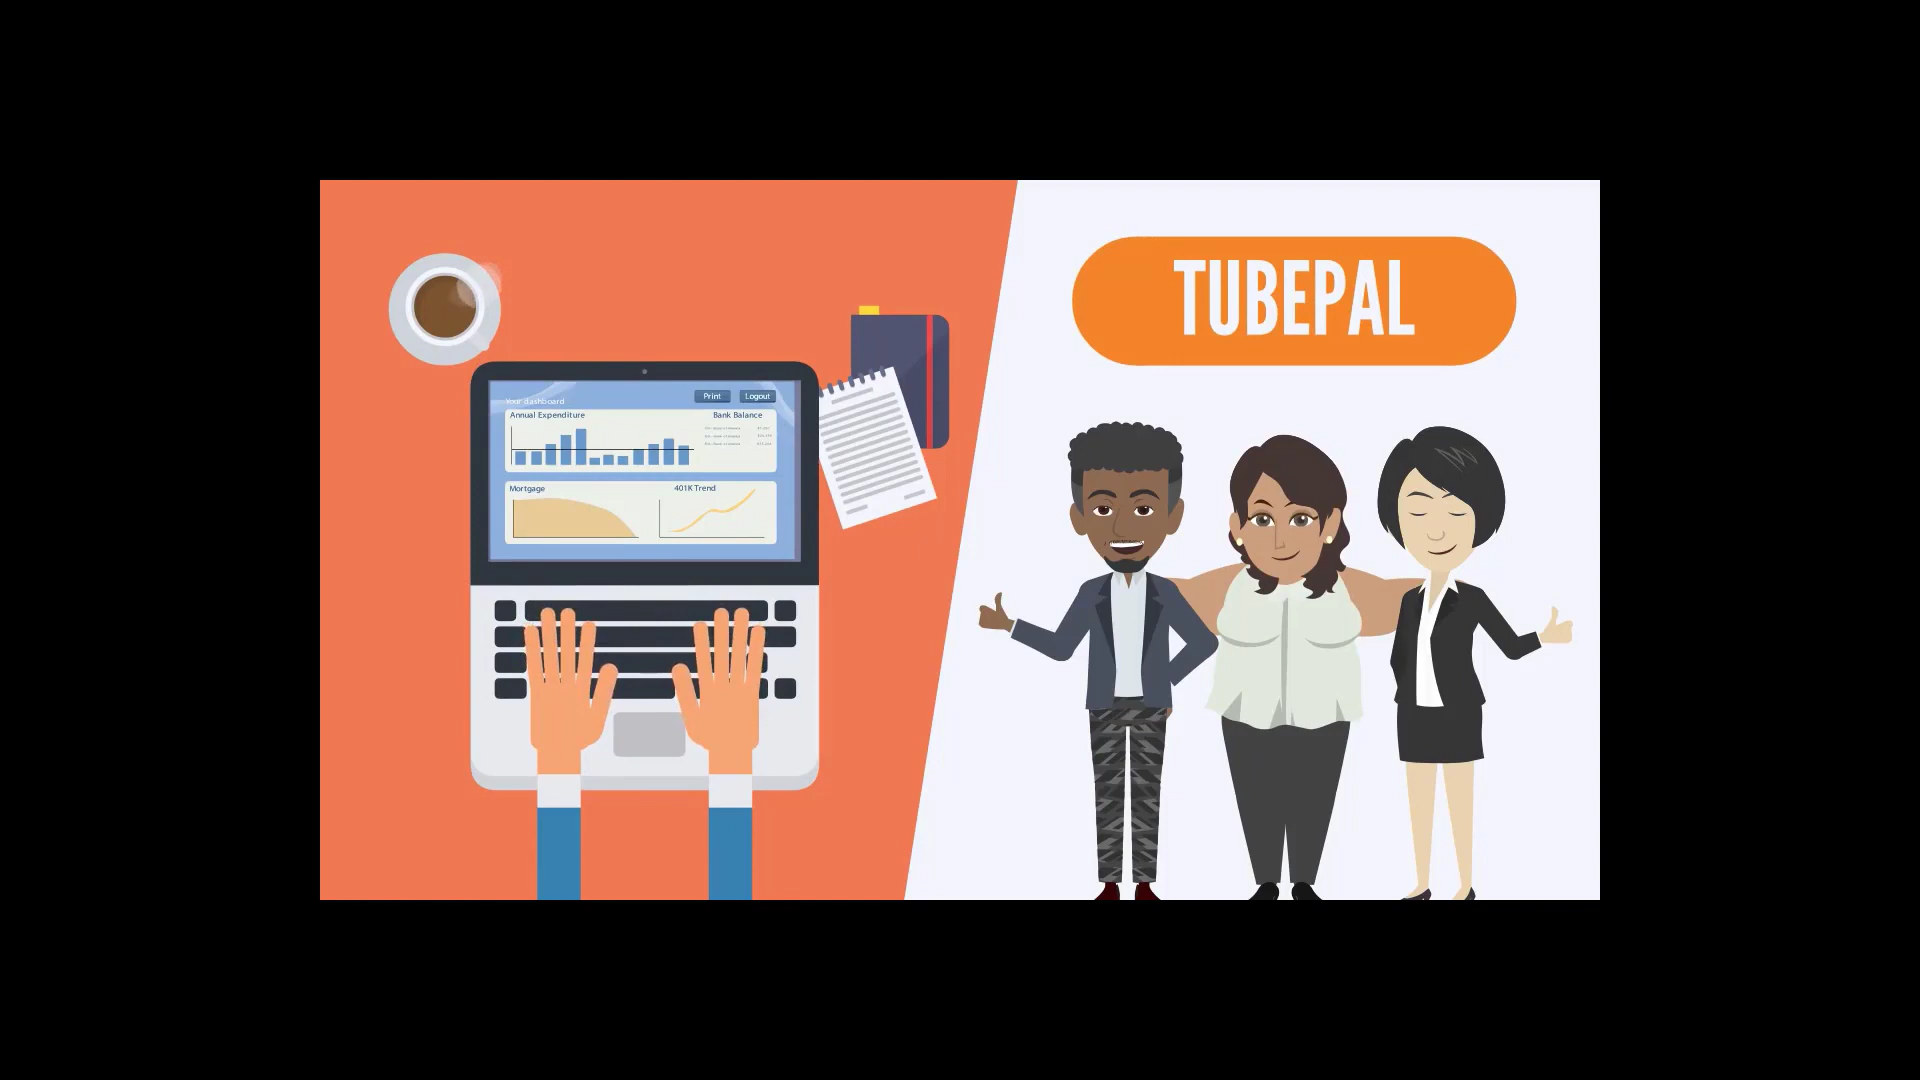 TUBEPAL
Your dashboard
Print
Logout
Annual Expenditure
Bank Balance
Mortgage
401K Trend